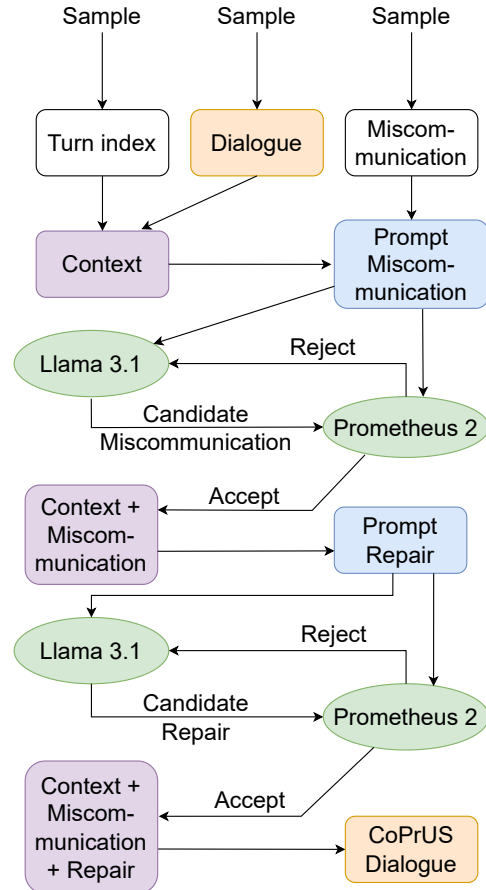 Sample
Sample
Sample
Turn index
Dialogue
Miscom-
munication
Context
Prompt
Miscom-
munication
Llama 3.1
Reject
Candidate
Miscommunication
Prometheus 2
Accept
Context +
Miscom-
munication
Prompt
Repair
Llama 3.1
Reject
Candidate
Repair
Prometheus 2
Accept
Context +
Miscom-
munication
+ Repair
CoPrUS
Dialogue